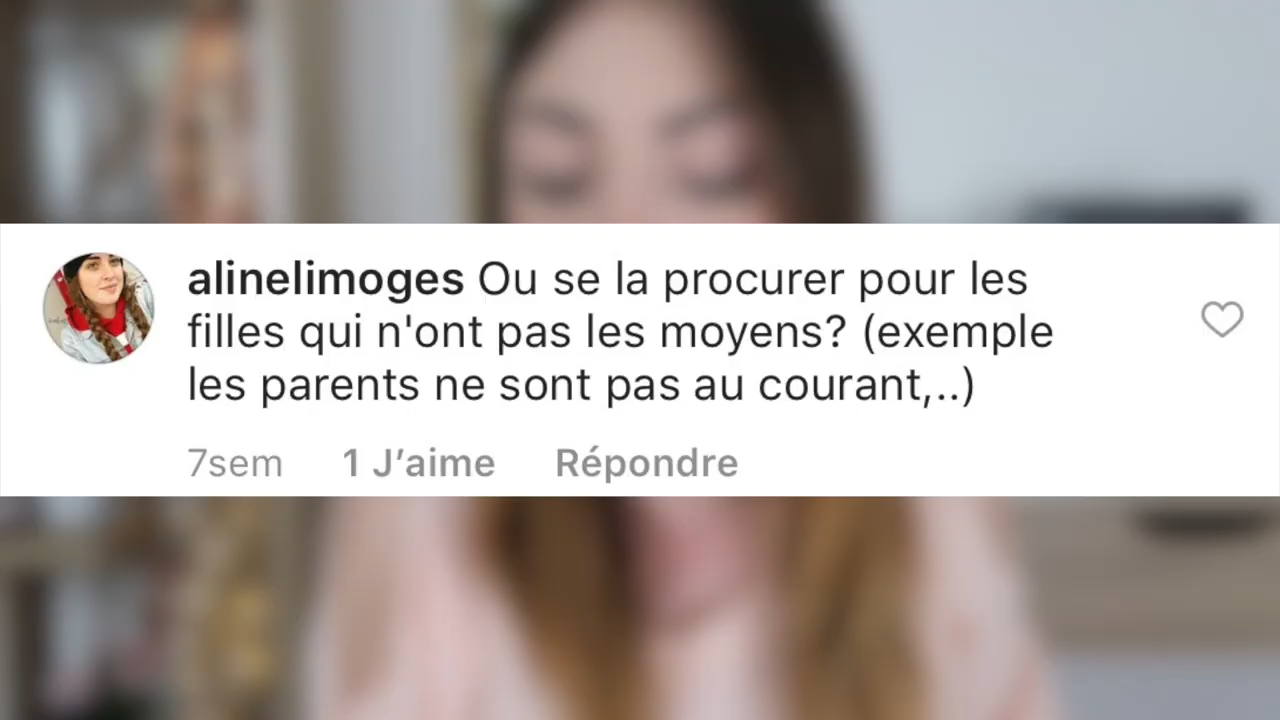 alinelimoges Ou se la procurer pour les
filles qui n'ont pas les moyens? (exemple
les parents ne sont pas au courant,..)
7sem 1 J’aime Répondre